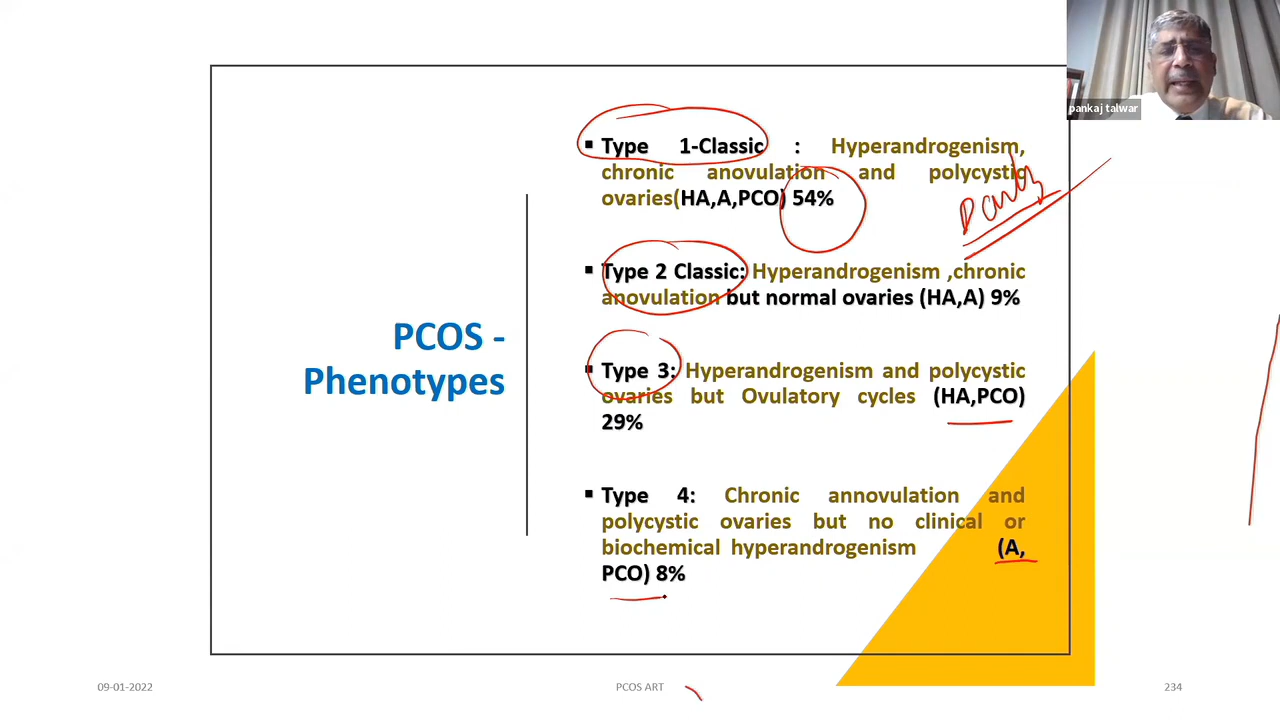 pankaj talwar
PCOS -
Phenotypes
▪ Type 1-Classic : Hyperandrogenism,
chronic anovulation and polycystic
ovaries(HA,A,PCO) 54%
▪ Type 2 Classic: Hyperandrogenism ,chronic
anovulation but normal ovaries (HA,A) 9%
▪ Type 3: Hyperandrogenism and polycystic
ovaries but Ovulatory cycles (HA,PCO)
29%
▪ Type 4: Chronic annovulation and
polycystic ovaries but no clinical or
biochemical hyperandrogenism (A,
PCO) 8%
09-01-2022
PCOS ART
234